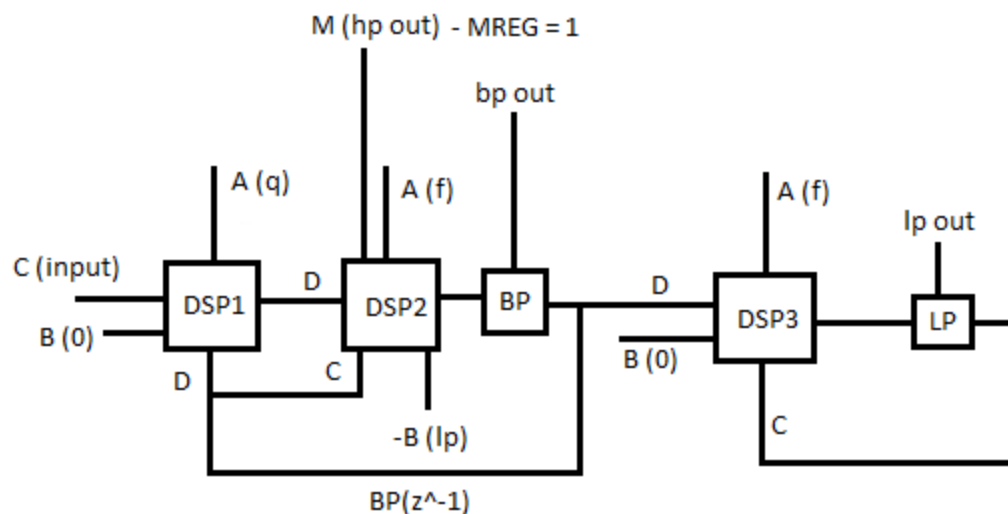 M (hp out) - MREG = 1
bp out
A (q)
A (f)
A (f)
lp out
C (input)
D
D
DSP1
DSP2
BP
DSP3
LP
B (0)
B (0)
D
C
C
-B (lp)
BP(z^-1)